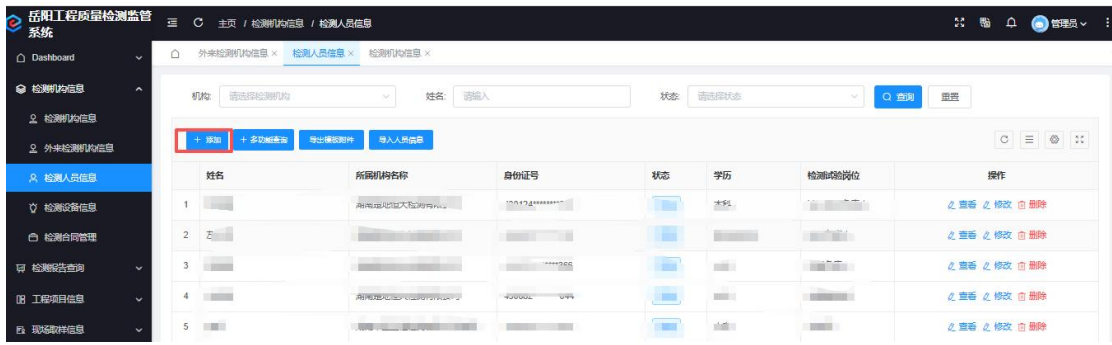 岳阳工程质量检测监管
系统
主页 / 检测机构信息 / 检测人员信息
管理员
Dashboard
外来检测机构信息 × 检测人员信息 × 检测机构信息 ×
检测机构信息
检测机构信息
外来检测机构信息
检测人员信息
检测设备信息
检测合同管理
检测报告查询
工程项目信息
现场取样信息
机构: 请选择检测机构 姓名: 请输入 状态: 请选择状态 查询 重置
+ 添加 + 多功能查询 导出模版附件 导入人员信息
姓名 所属机构名称 身份证号 状态 学历 检测试验岗位 操作
1 查看 修改 删除
2 查看 修改 删除
3 查看 修改 删除
4 查看 修改 删除
5 查看 修改 删除